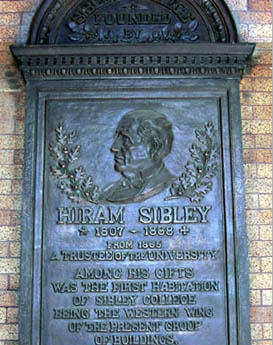 FOUNDED
BY
HIRAM SIBLEY
1807 ~ 1888
FROM 1865
A TRUSTEE OF THE UNIVERSITY
AMONG HIS GIFTS
WAS THE FIRST HABITATION
OF SIBLEY COLLEGE
BEING THE WESTERN WING
OF THE PRESENT GROUP
OF BUILDINGS.